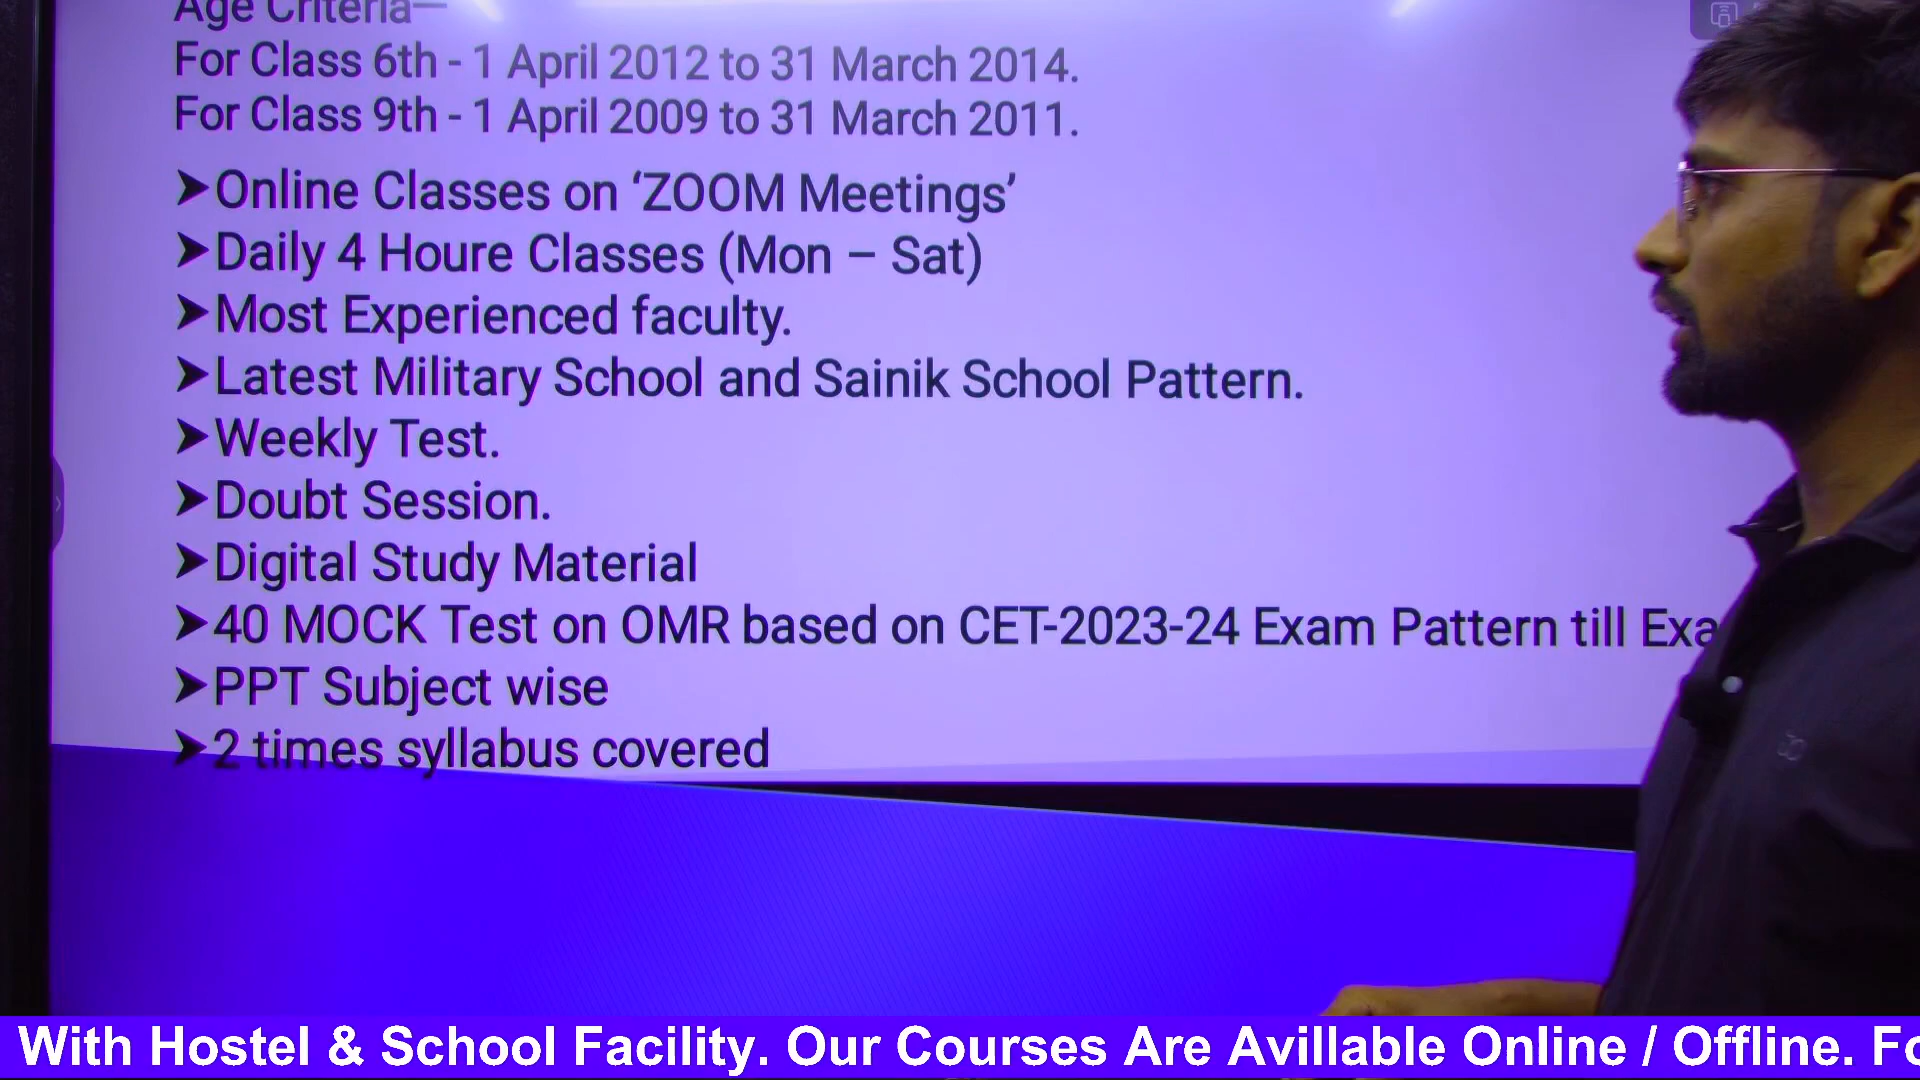 Age Criteria—
For Class 6th - 1 April 2012 to 31 March 2014.
For Class 9th - 1 April 2009 to 31 March 2011.
➤Online Classes on ‘ZOOM Meetings’
➤Daily 4 Houre Classes (Mon – Sat)
➤Most Experienced faculty.
➤Latest Military School and Sainik School Pattern.
➤Weekly Test.
➤Doubt Session.
➤Digital Study Material
➤40 MOCK Test on OMR based on CET-2023-24 Exam Pattern till Exa
➤PPT Subject wise
➤2 times syllabus covered
With Hostel & School Facility. Our Courses Are Avillable Online / Offline. Fo